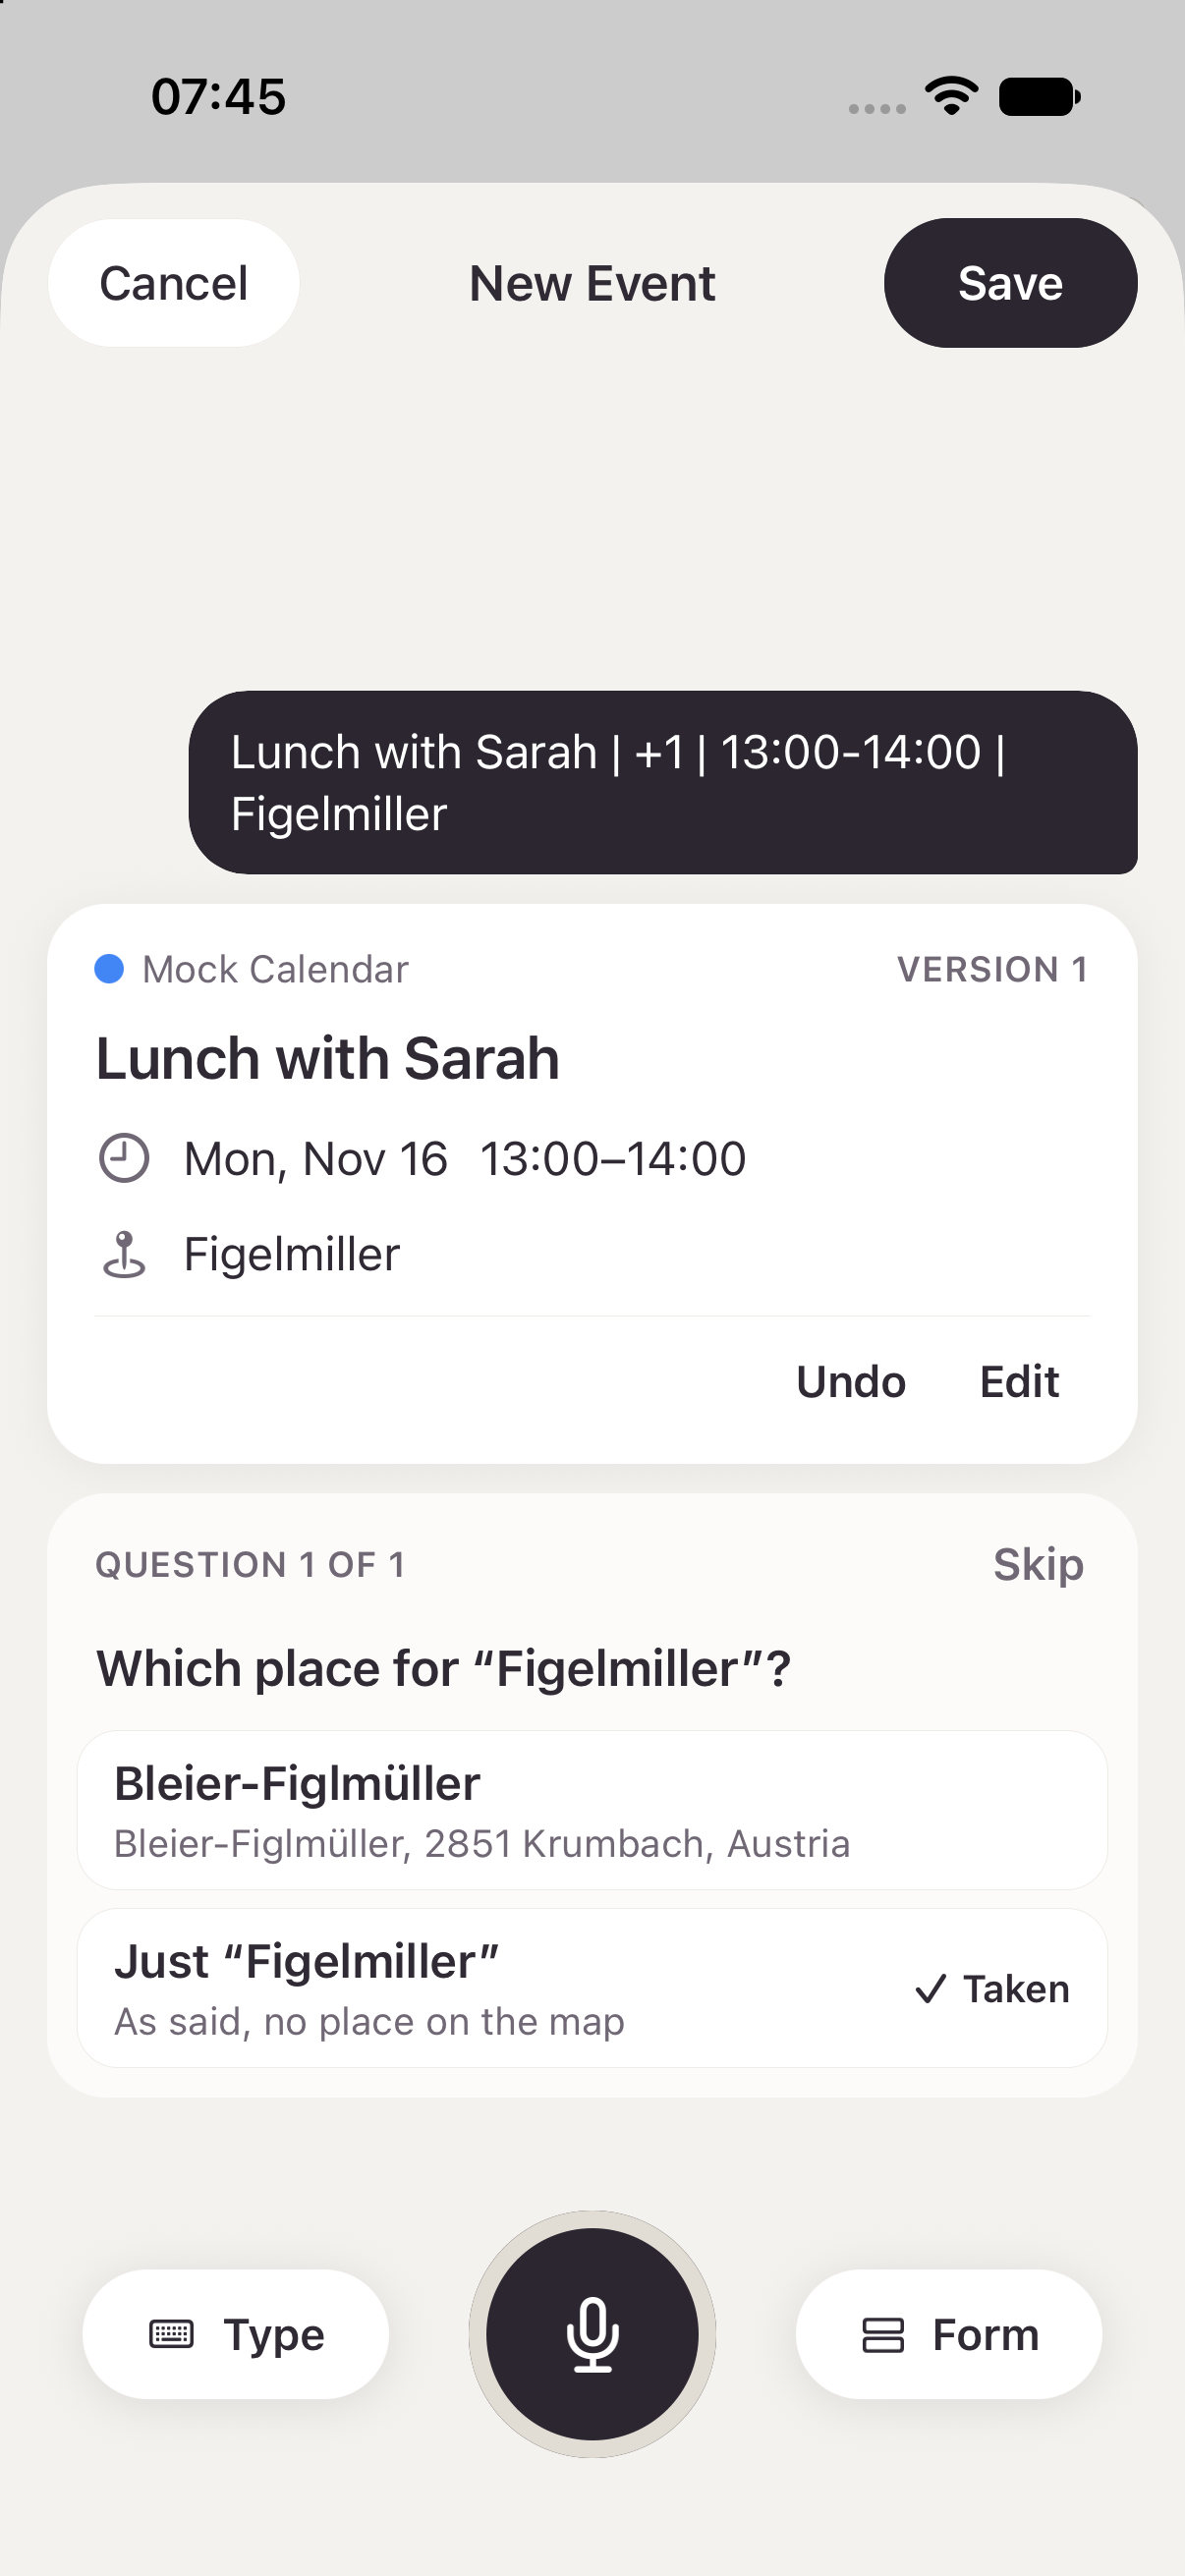 07:45
Cancel
New Event
Save
Lunch with Sarah | +1 | 13:00-14:00 |
Figelmiller
Mock Calendar
VERSION 1
Lunch with Sarah
Mon, Nov 16 13:00–14:00
Figelmiller
Undo
Edit
QUESTION 1 OF 1
Skip
Which place for “Figelmiller”?
Bleier-Figlmüller
Bleier-Figlmüller, 2851 Krumbach, Austria
Just “Figelmiller”
As said, no place on the map
✓ Taken
Type
Form